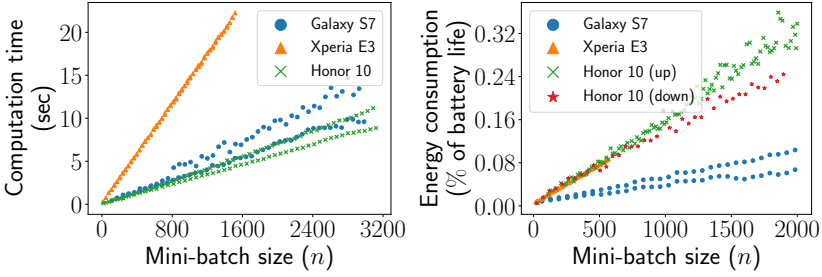 Computation time
(sec)
20
15
10
5
0
Galaxy S7
Xperia E3
Honor 10
0 800 1600 2400 3200
Mini-batch size (n)
Energy consumption
(% of battery life)
0.32
0.24
0.16
0.08
0.00
Galaxy S7
Xperia E3
Honor 10 (up)
Honor 10 (down)
0 500 1000 1500 2000
Mini-batch size (n)